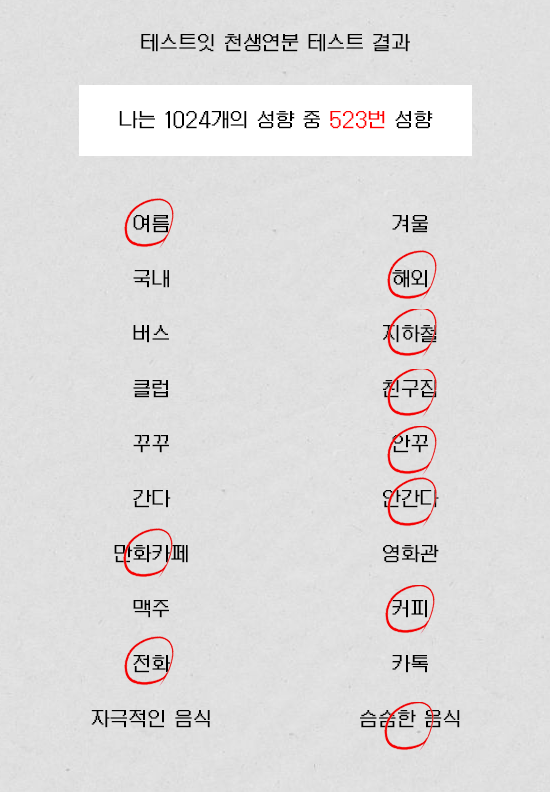 테스트잇 천생연분 테스트 결과
나는 1024개의 성향 중 523번 성향
여름 겨울
국내 해외
버스 지하철
클럽 친구집
꾸꾸 안꾸
간다 안간다
만화카페 영화관
맥주 커피
전화 카톡
자극적인 음식 슴슴한 음식